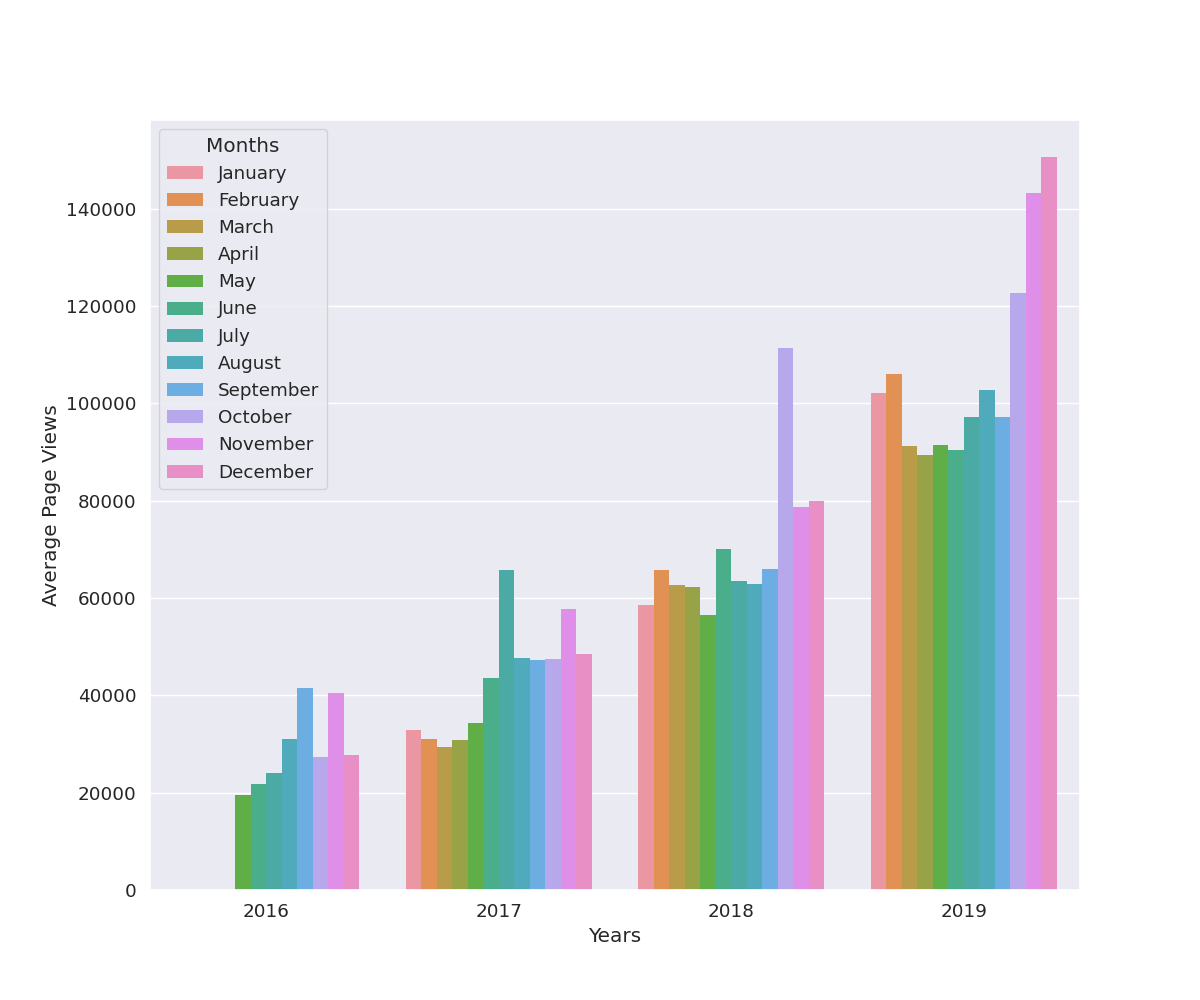 Months
January
February
March
April
May
June
July
August
September
October
November
December
140000
120000
100000
80000
60000
40000
20000
0
Average Page Views
2016 2017 2018 2019
Years